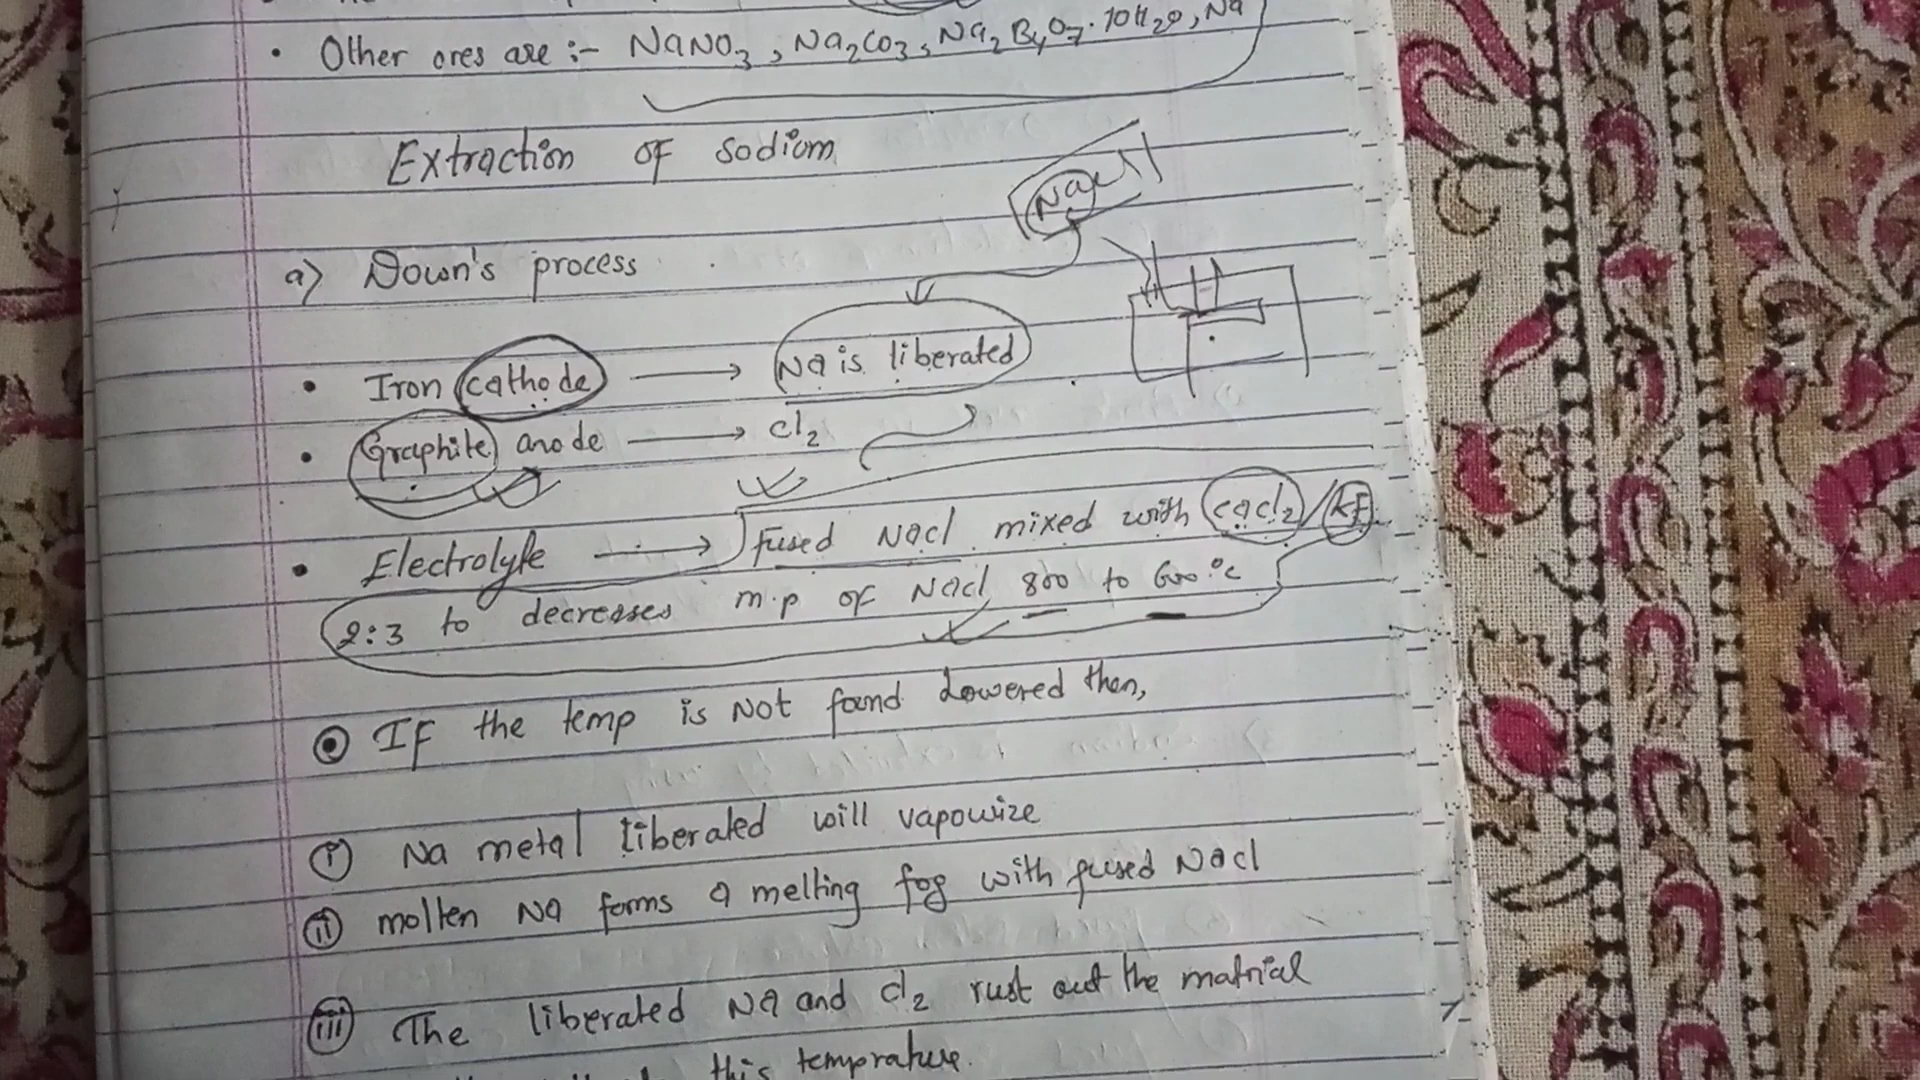 • Other ores are :- NaNO3, Na2CO3, Na2B4O7.10H2O, Na
Extraction of sodium
NaCl
a) Down's process
• Iron cathode → Na is liberated
• Graphite anode → cl2
• Electrolyte → Fused Nacl mixed with cacl2/KF
2:3 to decreases m.p of Nacl 800 to 600°c
⊙ IF the temp is Not found Lowered then,
(i) Na metal liberated will vapowize
(ii) molten Na forms a melting fog with fused Nacl
(iii) The liberated Na and cl2 rust out the matrial
this temprature.